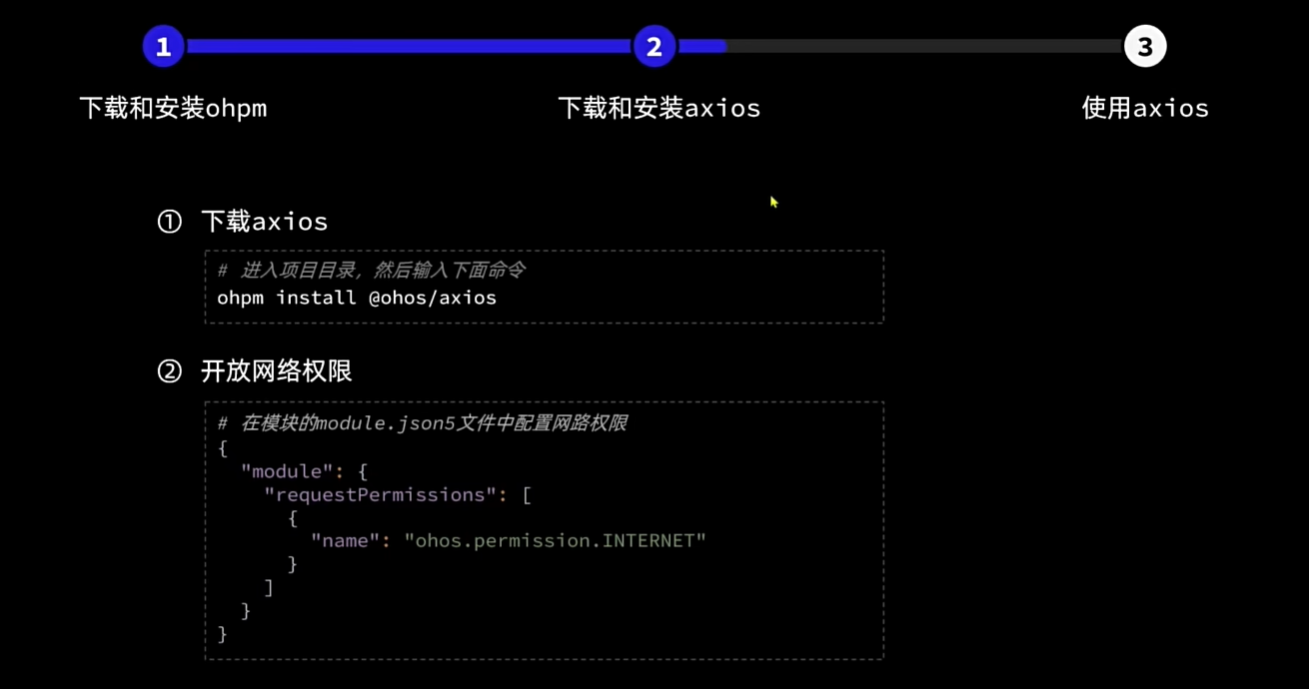 1 2 3
下载和安装ohpm 下载和安装axios 使用axios
① 下载axios
# 进入项目目录，然后输入下面命令
ohpm install @ohos/axios
② 开放网络权限
# 在模块的module.json5文件中配置网路权限
{
"module": {
"requestPermissions": [
{
"name": "ohos.permission.INTERNET"
}
]
}
}